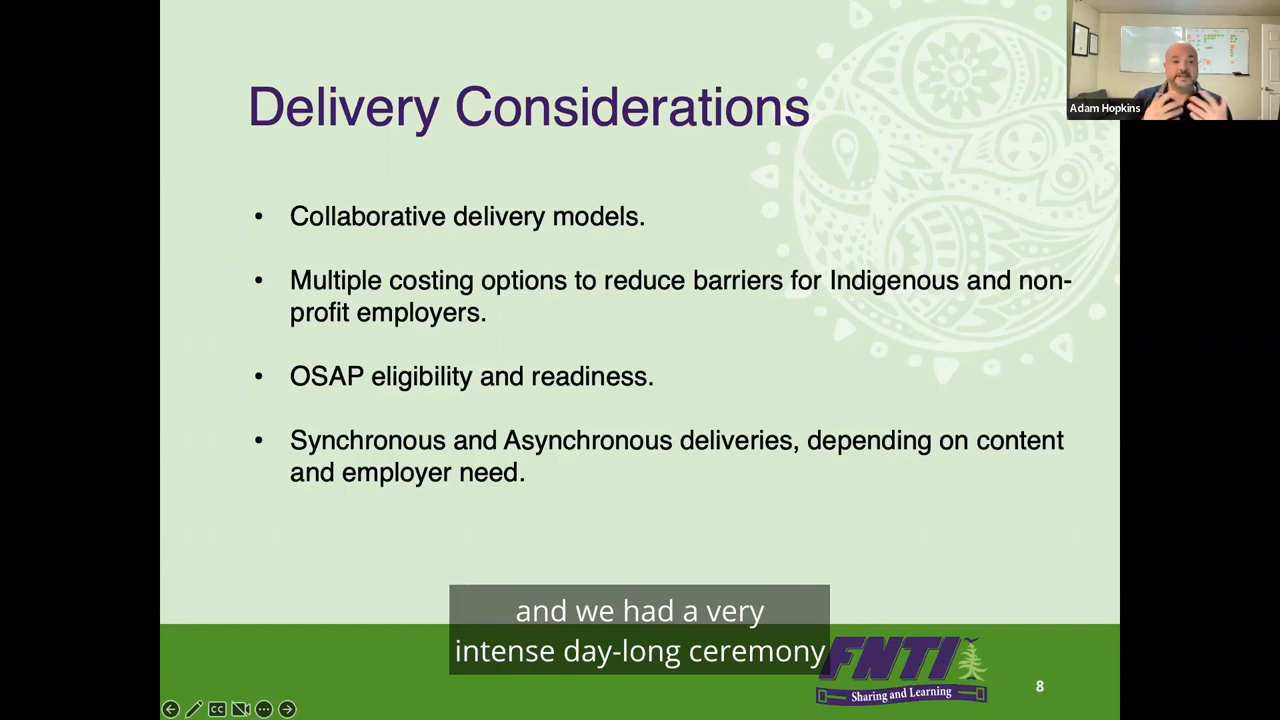 Delivery Considerations
• Collaborative delivery models.
• Multiple costing options to reduce barriers for Indigenous and non-
profit employers.
• OSAP eligibility and readiness.
• Synchronous and Asynchronous deliveries, depending on content
and employer need.
Adam Hopkins
and we had a very
intense day-long ceremony
FNTI
Sharing and Learning
8
CC